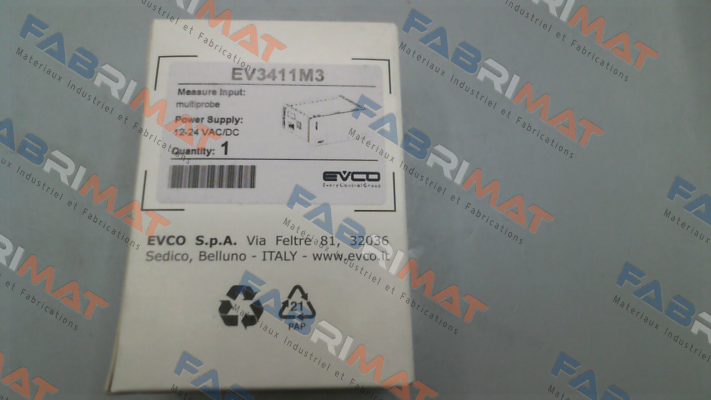 EV3411M3
Measure Input:
multiprobe
Power Supply:
12-24 VAC/DC
Quantity: 1
EVCO
EveryControlGroup
EVCO S.p.A. Via Feltre 81, 32036
Sedico, Belluno - ITALY - www.evco.it
21
PAP
FABRIMAT
Materiaux Industriel et Fabrications